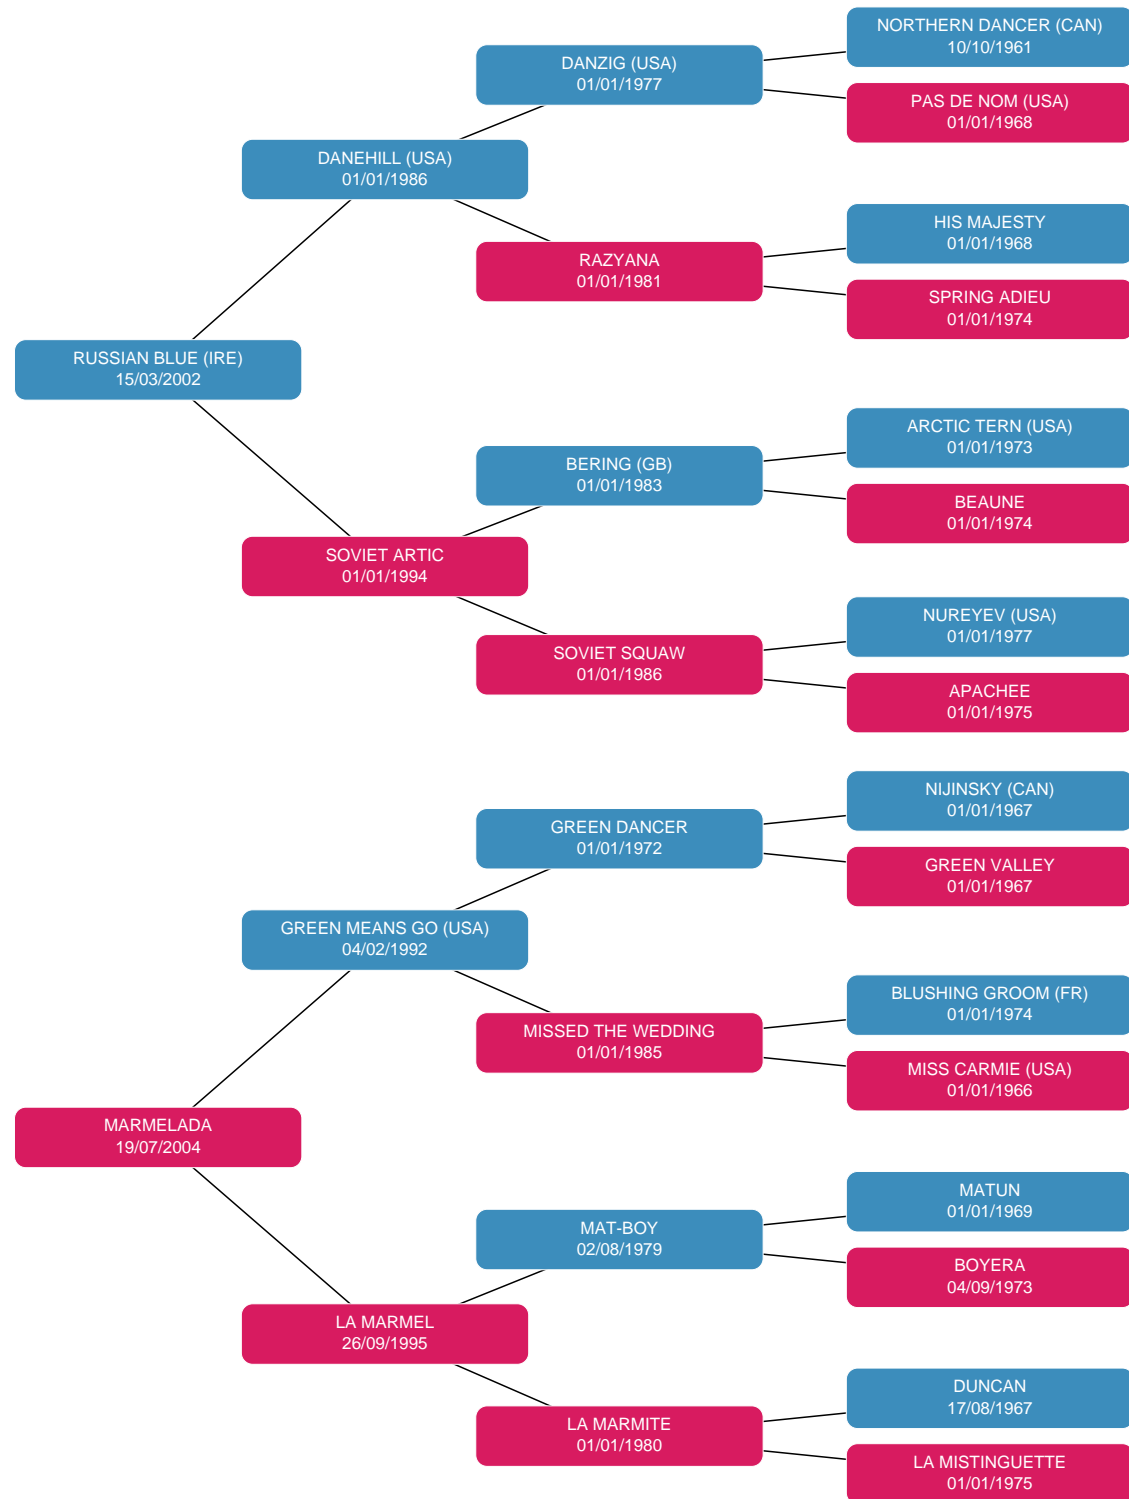 NORTHERN DANCER (CAN)
10/10/1961
DANZIG (USA)
01/01/1977
PAS DE NOM (USA)
01/01/1968
DANEHILL (USA)
01/01/1986
HIS MAJESTY
01/01/1968
RAZYANA
01/01/1981
SPRING ADIEU
01/01/1974
RUSSIAN BLUE (IRE)
15/03/2002
ARCTIC TERN (USA)
01/01/1973
BERING (GB)
01/01/1983
BEAUNE
01/01/1974
SOVIET ARTIC
01/01/1994
NUREYEV (USA)
01/01/1977
SOVIET SQUAW
01/01/1986
APACHEE
01/01/1975
NIJINSKY (CAN)
01/01/1967
GREEN DANCER
01/01/1972
GREEN VALLEY
01/01/1967
GREEN MEANS GO (USA)
04/02/1992
BLUSHING GROOM (FR)
01/01/1974
MISSED THE WEDDING
01/01/1985
MISS CARMIE (USA)
01/01/1966
MARMELADA
19/07/2004
MATUN
01/01/1969
MAT-BOY
02/08/1979
BOYERA
04/09/1973
LA MARMEL
26/09/1995
DUNCAN
17/08/1967
LA MARMITE
01/01/1980
LA MISTINGUETTE
01/01/1975